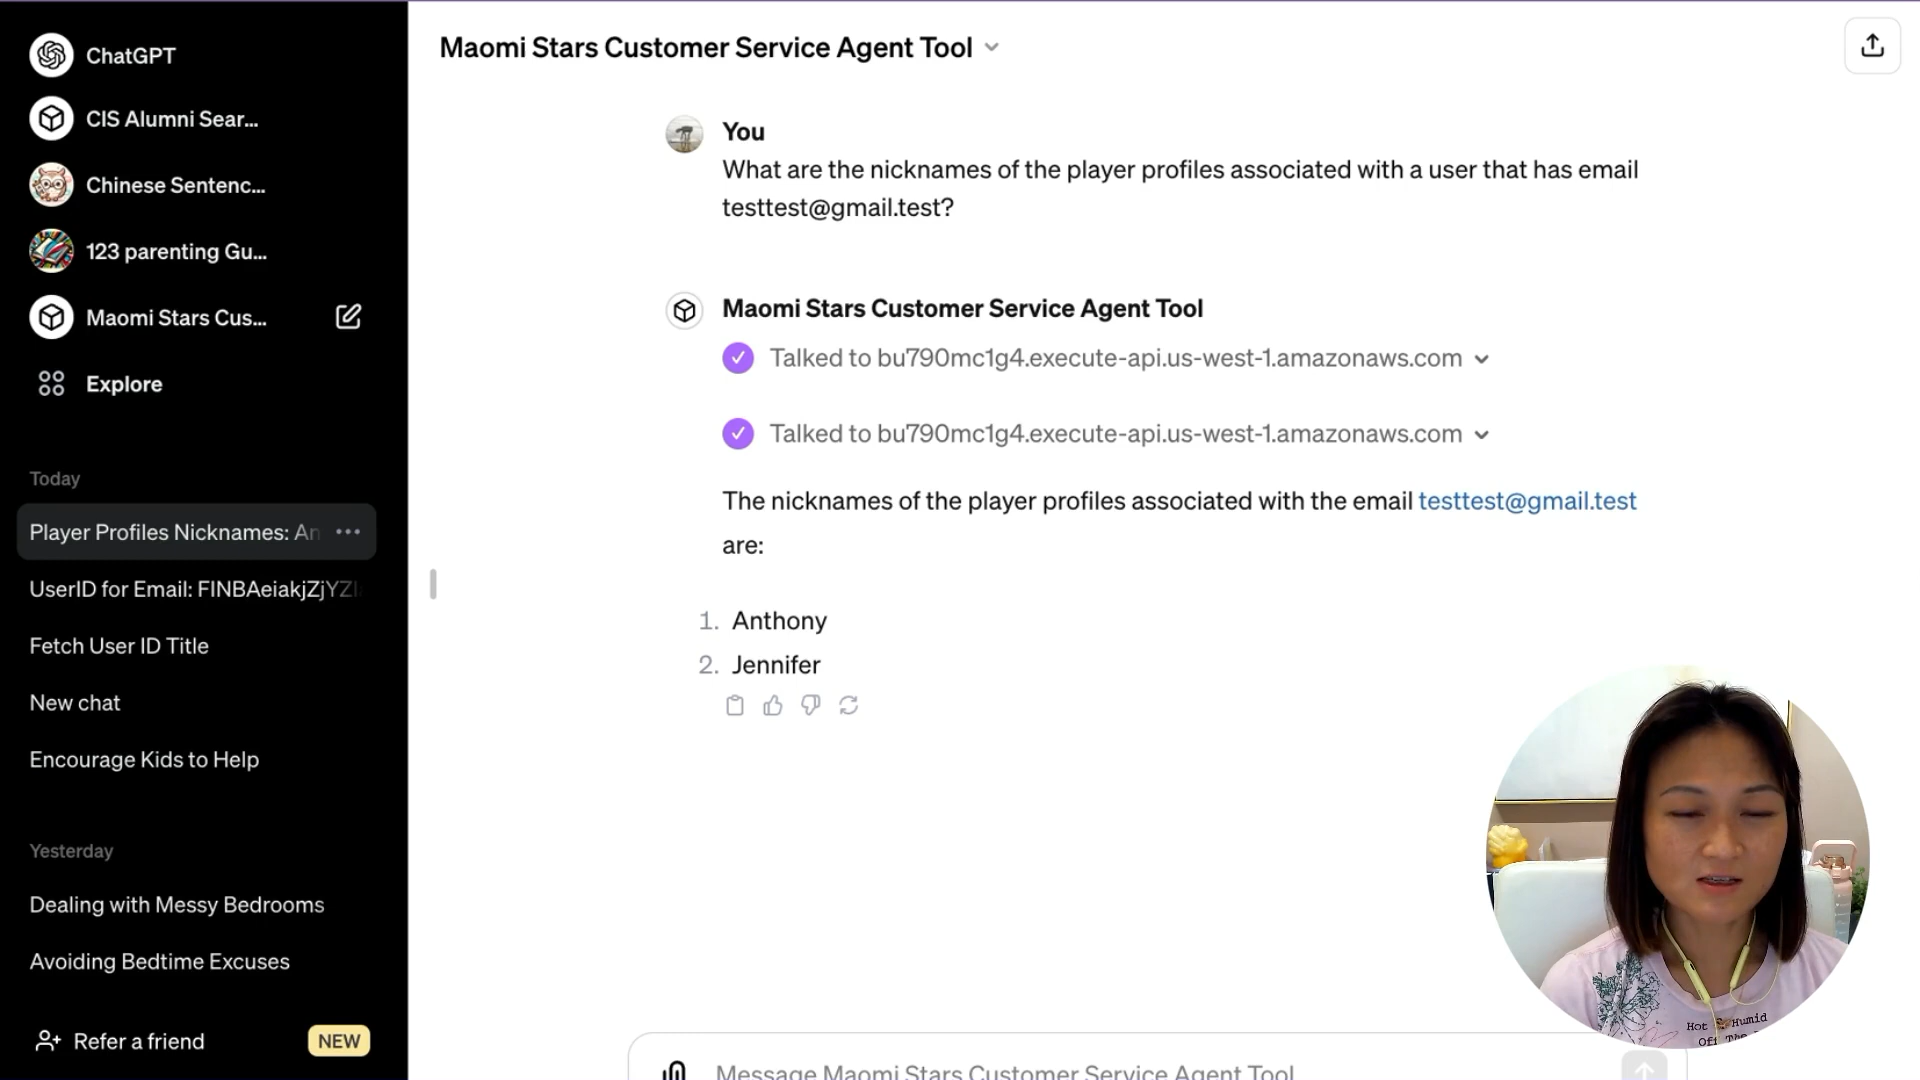 ChatGPT
CIS Alumni Sear...
Chinese Sentenc...
123 parenting Gu...
Maomi Stars Cus...
Explore
Today
Player Profiles Nicknames: An
UserID for Email: FINBAeiakjZjYZI
Fetch User ID Title
New chat
Encourage Kids to Help
Yesterday
Dealing with Messy Bedrooms
Avoiding Bedtime Excuses
Refer a friend
NEW
Maomi Stars Customer Service Agent Tool
You
What are the nicknames of the player profiles associated with a user that has email
testtest@gmail.test?
Maomi Stars Customer Service Agent Tool
Talked to bu790mc1g4.execute-api.us-west-1.amazonaws.com
Talked to bu790mc1g4.execute-api.us-west-1.amazonaws.com
The nicknames of the player profiles associated with the email testtest@gmail.test
are:
1. Anthony
2. Jennifer
Message Maomi Stars Customer Service Agent Tool
Hot & Humid
Off The